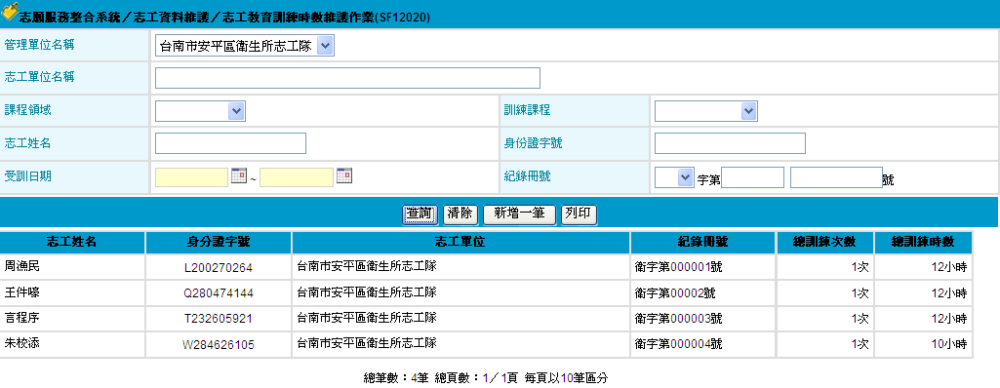 志願服務整合系統／志工資料維護／志工教育訓練時數維護作業(SF12020)
管理單位名稱 台南市安平區衛生所志工隊
志工單位名稱
課程領域 訓練課程
志工姓名 身份證字號
受訓日期 ~ 紀錄冊號 字第 號
查詢 清除 新增一筆 列印
志工姓名 身分證字號 志工單位 紀錄冊號 總訓練次數 總訓練時數
周漁民 L200270264 台南市安平區衛生所志工隊 衛字第000001號 1次 12小時
王件嚎 Q280474144 台南市安平區衛生所志工隊 衛字第00002號 1次 12小時
言程序 T232605921 台南市安平區衛生所志工隊 衛字第000003號 1次 12小時
朱校添 W284626105 台南市安平區衛生所志工隊 衛字第000004號 1次 10小時
總筆數：4筆 總頁數：1／1頁 每頁以10筆區分